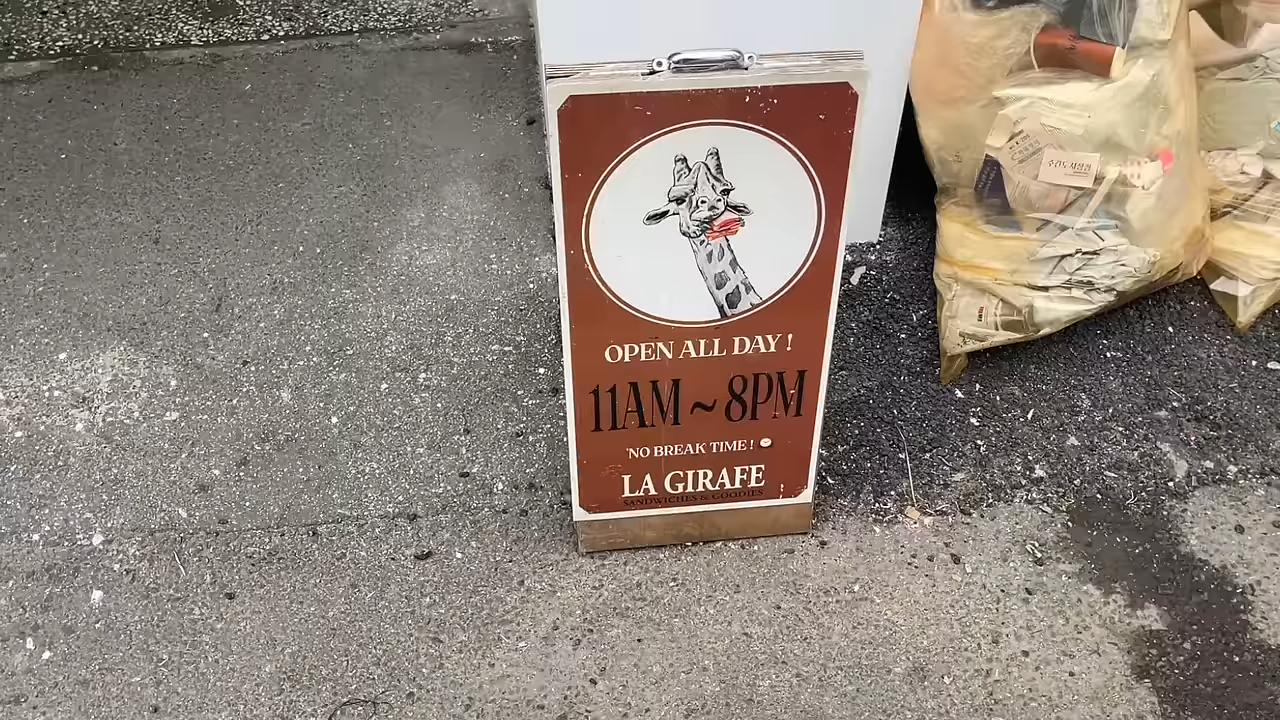 OPEN ALL DAY !
11AM ~ 8PM
NO BREAK TIME !
LA GIRAFE
SANDWICHES & GOODIES